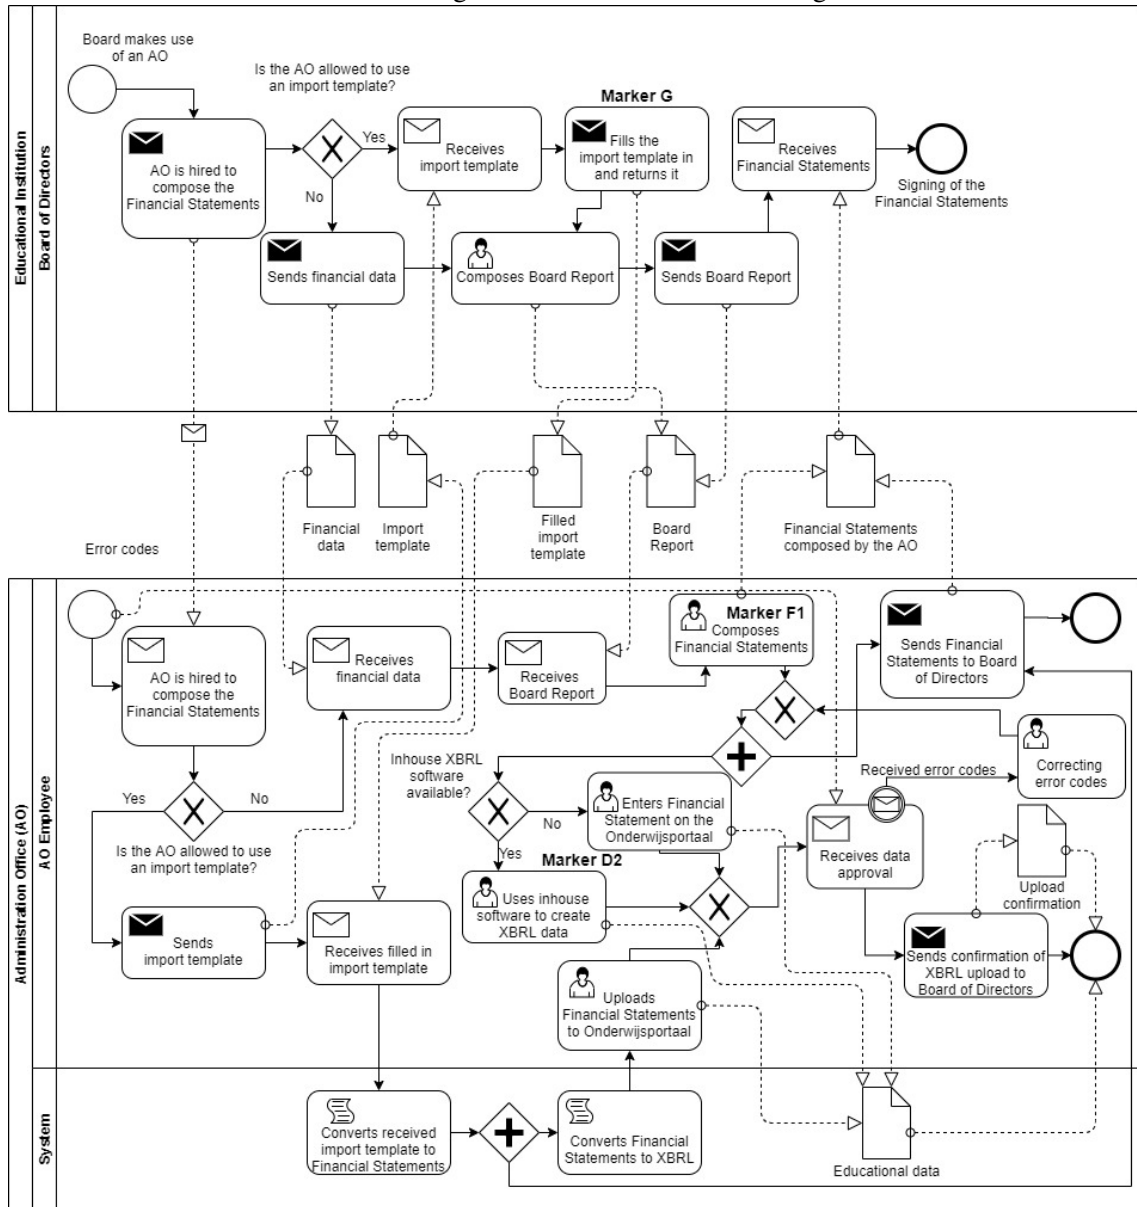 Educational Institution
Board of Directors
Board makes use
of an AO
Is the AO allowed to use
an import template?
Marker G
AO is hired to
compose the
Financial Statements
Yes
No
Receives
import template
Fills the
import template in
and returns it
Receives
Financial Statements
Signing of the
Financial Statements
Sends financial data
Composes Board Report
Sends Board Report
Error codes
Financial
data
Import
template
Filled
import
template
Board
Report
Financial Statements
composed by the AO
Administration Office (AO)
AO Employee
AO is hired to
compose the
Financial Statements
Receives
financial data
Receives
Board Report
Marker F1
Composes
Financial Statements
Sends Financial
Statements to Board
of Directors
Inhouse XBRL
software
available?
Received error codes
Correcting
error codes
Yes
No
Is the AO allowed to use
an import template?
No
Enters Financial
Statement on the
Onderwijsportaal
Yes
Marker D2
Receives data
approval
Upload
confirmation
Uses inhouse
software to create
XBRL data
Sends
import template
Receives filled in
import template
Sends confirmation of
XBRL upload to
Board of Directors
Uploads
Financial Statements
to Onderwijsportaal
System
Converts received
import template to
Financial Statements
Converts Financial
Statements to XBRL
Educational data